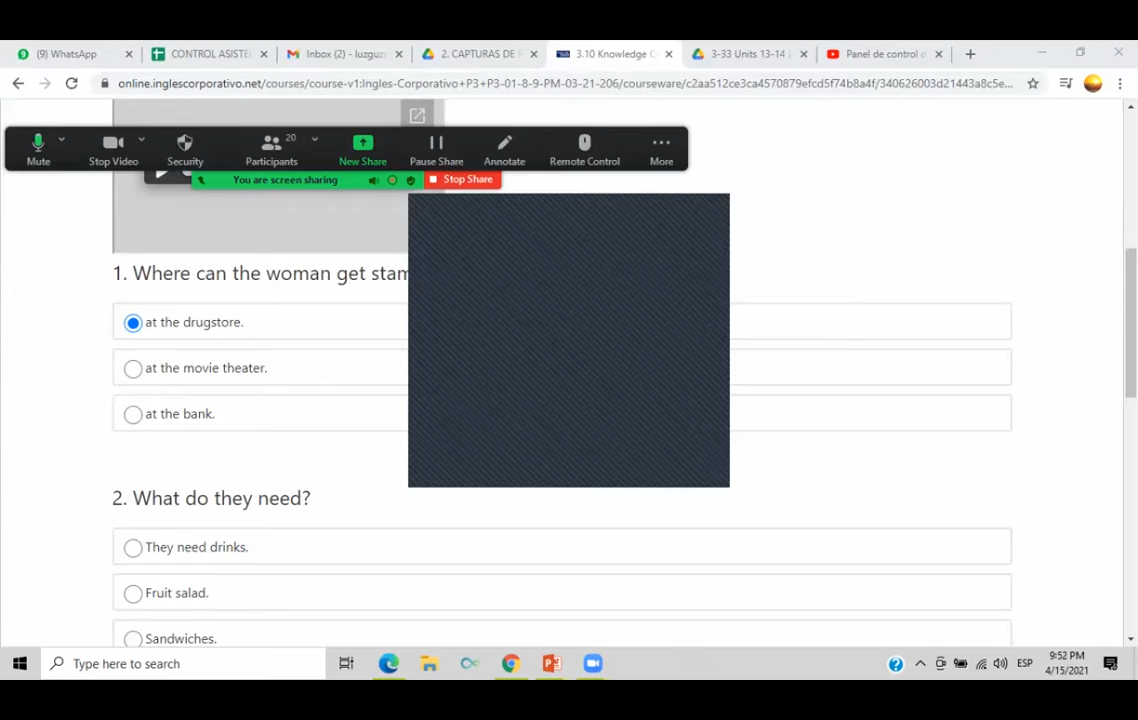 (9) WhatsApp
CONTROL ASISTE
Inbox (2) - luzguz
2. CAPTURAS DE P
3.10 Knowledge C
3-33 Units 13-14
Panel de control d
online.inglescorporativo.net/courses/course-v1:Ingles-Corporativo+P3+P3-01-8-9-PM-03-21-206/courseware/c2aa512ce3ca4570879efcd5f74b8a4f/340626003d21443a8c5e...
20
Mute
Stop Video
Security
Participants
New Share
Pause Share
Annotate
Remote Control
More
You are screen sharing
Stop Share
1. Where can the woman get stam
at the drugstore.
at the movie theater.
at the bank.
2. What do they need?
They need drinks.
Fruit salad.
Sandwiches.
Type here to search
ESP
9:52 PM
4/15/2021